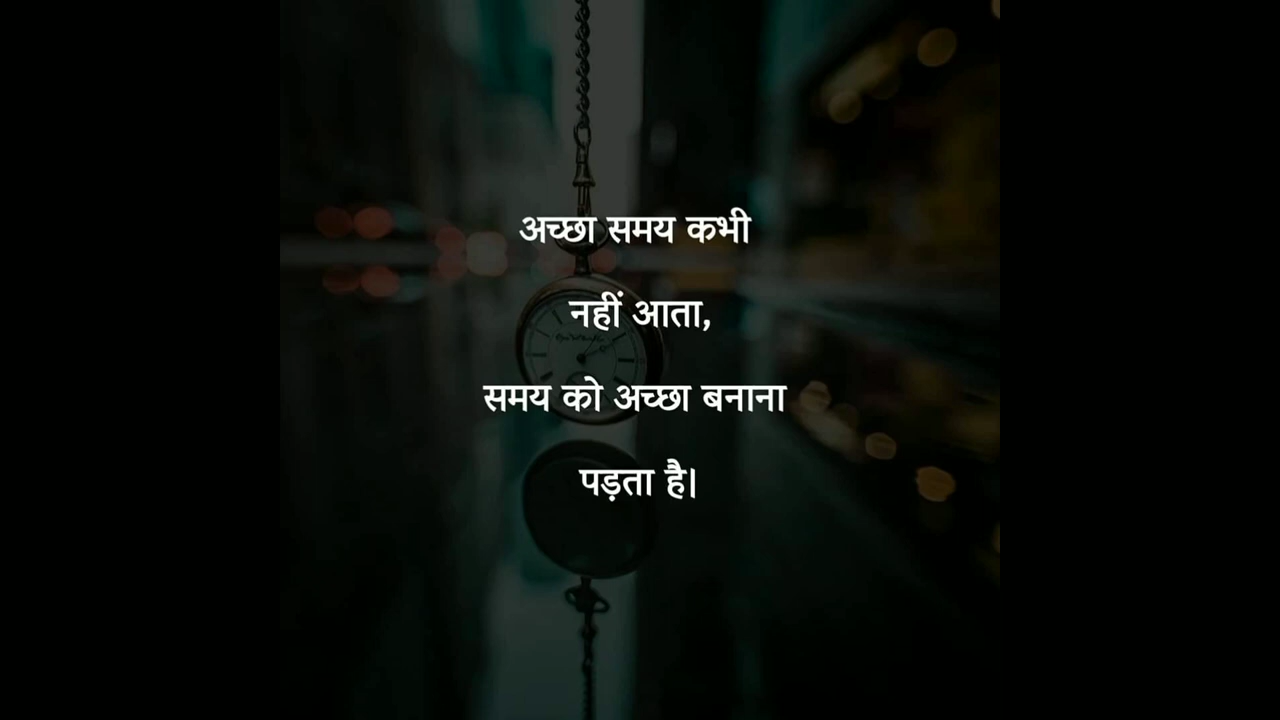 अच्छा समय कभी
नहीं आता,
समय को अच्छा बनाना
पड़ता है।